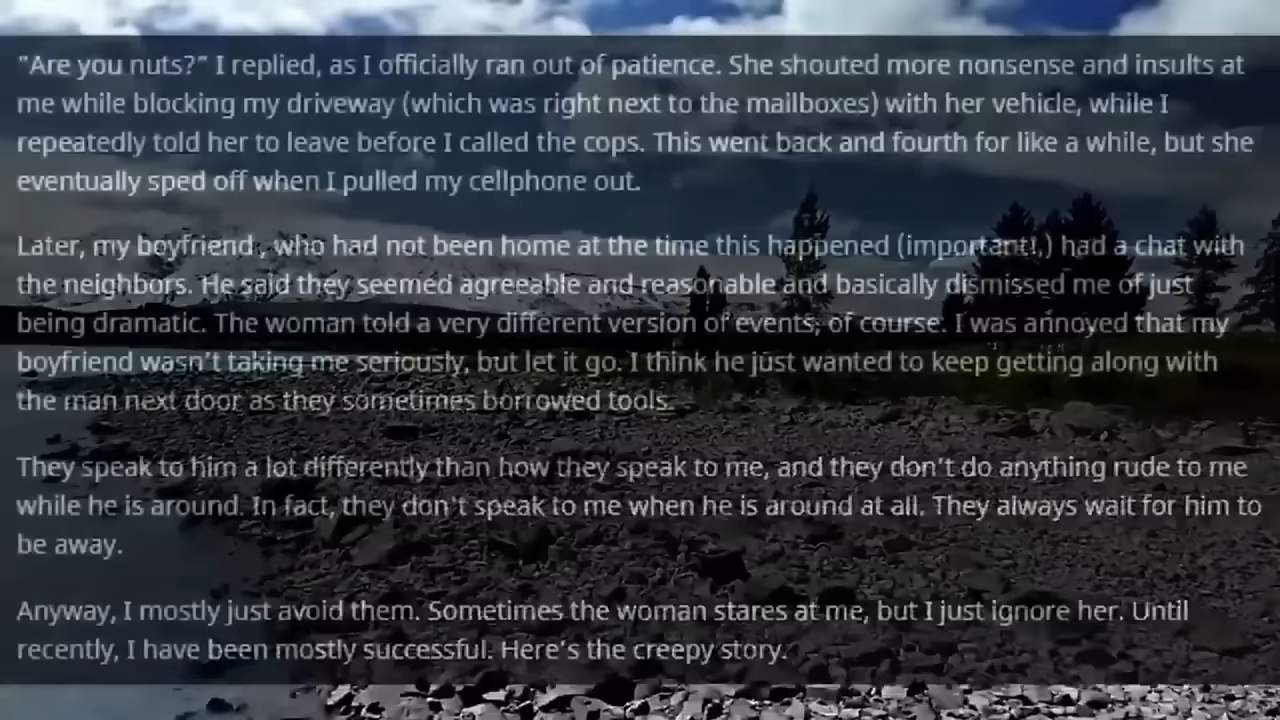 "Are you nuts?" I replied, as I officially ran out of patience. She shouted more nonsense and insults at
me while blocking my driveway (which was right next to the mailboxes) with her vehicle, while I
repeatedly told her to leave before I called the cops. This went back and fourth for like a while, but she
eventually sped off when I pulled my cellphone out.
Later, my boyfriend , who had not been home at the time this happened (important!,) had a chat with
the neighbors. He said they seemed agreeable and reasonable and basically dismissed me of just
being dramatic. The woman told a very different version of events, of course. I was annoyed that my
boyfriend wasn't taking me seriously, but let it go. I think he just wanted to keep getting along with
the man next door as they sometimes borrowed tools.
They speak to him a lot differently than how they speak to me, and they don't do anything rude to me
while he is around. In fact, they don't speak to me when he is around at all. They always wait for him to
be away.
Anyway, I mostly just avoid them. Sometimes the woman stares at me, but I just ignore her. Until
recently, I have been mostly successful. Here's the creepy story.